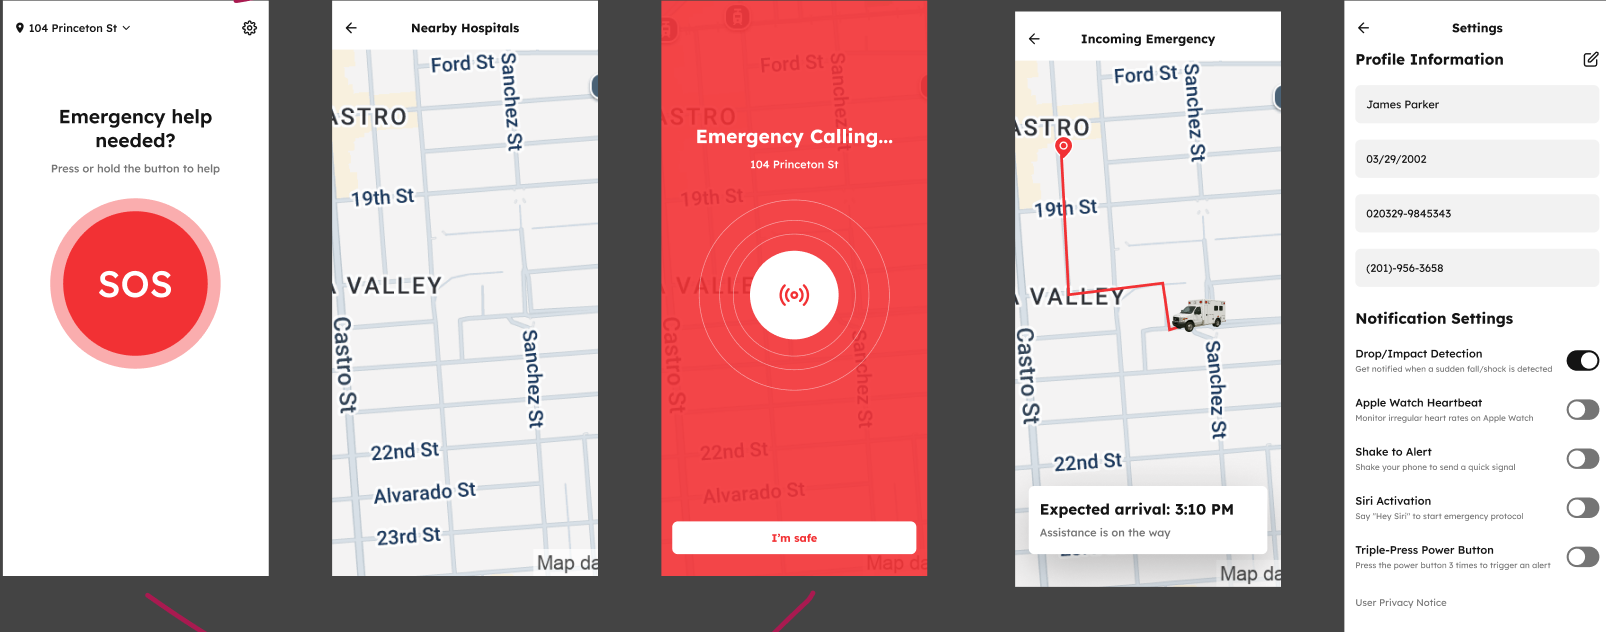 104 Princeton St
Emergency help
needed?
Press or hold the button to help
SOS
Nearby Hospitals
Ford St
Sanchez St
ASTRO
19th St
VALLEY
Castro St
Sanchez St
22nd St
Alvarado St
23rd St
Map da
Ford St
Sanchez St
ASTRO
Emergency Calling...
104 Princeton St
19th St
VALLEY
Castro St
Sanchez St
22nd St
Alvarado St
I'm safe
Map da
Incoming Emergency
Ford St
Sanchez St
ASTRO
19th St
VALLEY
Castro St
Sanchez St
22nd St
Expected arrival: 3:10 PM
Assistance is on the way
Map da
Settings
Profile Information
James Parker
03/29/2002
020329-9845343
(201)-956-3658
Notification Settings
Drop/Impact Detection
Get notified when a sudden fall/shock is detected
Apple Watch Heartbeat
Monitor irregular heart rates on Apple Watch
Shake to Alert
Shake your phone to send a quick signal
Siri Activation
Say "Hey Siri" to start emergency protocol
Triple-Press Power Button
Press the power button 3 times to trigger an alert
User Privacy Notice